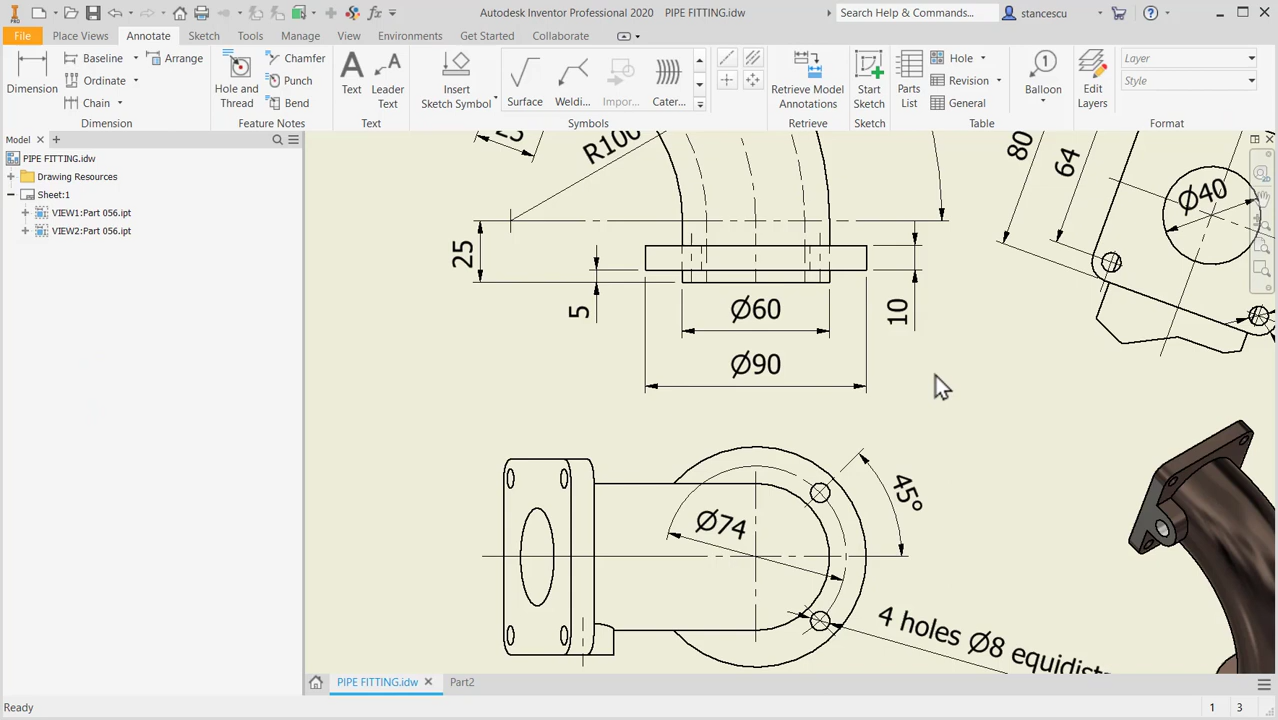 Autodesk Inventor Professional 2020 PIPE FITTING.idw
Search Help & Commands...
stancescu
PRO
File Place Views Annotate Sketch Tools Manage View Environments Get Started Collaborate
Dimension
Baseline
Ordinate
Chain
Arrange
Dimension
Hole and Thread
Chamfer
Punch
Bend
Feature Notes
Text
Leader Text
Text
Insert Sketch Symbol
Surface
Weldi...
Impor...
Cater...
Symbols
Retrieve Model Annotations
Retrieve
Start Sketch
Sketch
Parts List
Hole
Revision
General
Table
Balloon
Edit Layers
Layer
Style
Format
Model
PIPE FITTING.idw
Drawing Resources
Sheet:1
VIEW1:Part 056.ipt
VIEW2:Part 056.ipt
25
R100
80
64
Ø40
25
5
Ø60
10
Ø90
45°
Ø74
4 holes Ø8 equidist
PIPE FITTING.idw
Part2
Ready
1 3